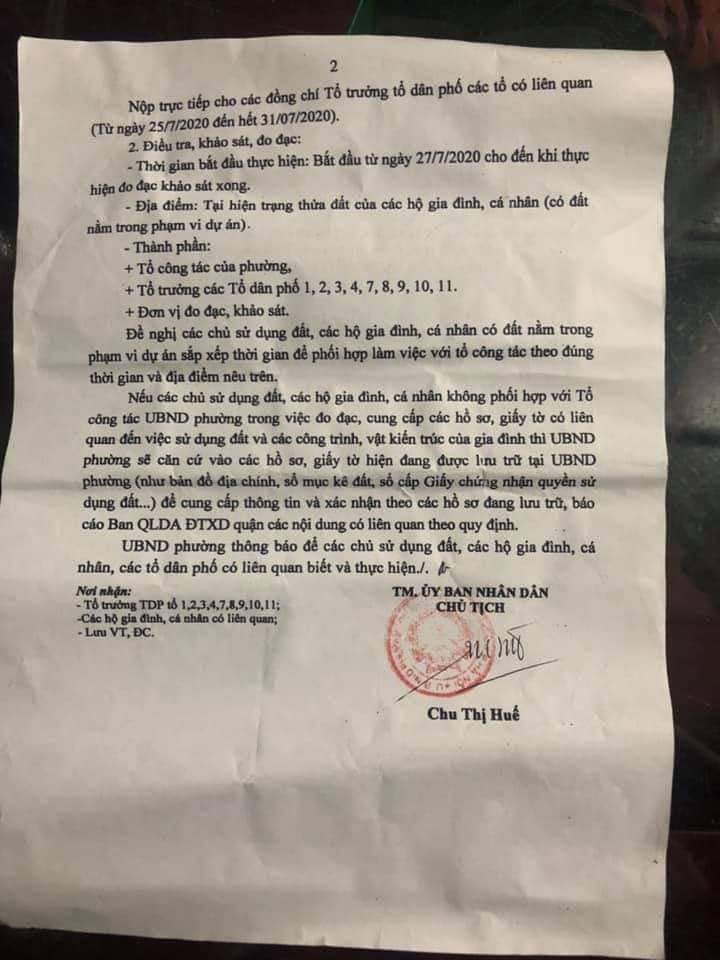 2
Nộp trực tiếp cho các đồng chí Tổ trưởng tổ dân phố các tổ có liên quan
(Từ ngày 25/7/2020 đến hết 31/07/2020).
2. Điều tra, khảo sát, đo đạc:
- Thời gian bắt đầu thực hiện: Bắt đầu từ ngày 27/7/2020 cho đến khi thực
hiện đo đạc khảo sát xong.
- Địa điểm: Tại hiện trạng thửa đất của các hộ gia đình, cá nhân (có đất
nằm trong phạm vi dự án).
- Thành phần:
+ Tổ công tác của phường,
+ Tổ trưởng các Tổ dân phố 1, 2, 3, 4, 7, 8, 9, 10, 11.
+ Đơn vị đo đạc, khảo sát.
Đề nghị các chủ sử dụng đất, các hộ gia đình, cá nhân có đất nằm trong
phạm vi dự án sắp xếp thời gian để phối hợp làm việc với tổ công tác theo đúng
thời gian và địa điểm nêu trên.
Nếu các chủ sử dụng đất, các hộ gia đình, cá nhân không phối hợp với Tổ
công tác UBND phường trong việc đo đạc, cung cấp các hồ sơ, giấy tờ có liên
quan đến việc sử dụng đất và các công trình, vật kiến trúc của gia đình thì UBND
phường sẽ căn cứ vào các hồ sơ, giấy tờ hiện đang được lưu trữ tại UBND
phường (như bản đồ địa chính, sổ mục kê đất, sổ cấp Giấy chứng nhận quyền sử
dụng đất...) để cung cấp thông tin và xác nhận theo các hồ sơ đang lưu trữ, báo
cáo Ban QLDA ĐTXD quận các nội dung có liên quan theo quy định.
UBND phường thông báo để các chủ sử dụng đất, các hộ gia đình, cá
nhân, các tổ dân phố có liên quan biết và thực hiện./.
Nơi nhận:
- Tổ trưởng TDP tổ 1,2,3,4,7,8,9,10,11;
-Các hộ gia đình, cá nhân có liên quan;
- Lưu VT, ĐC.
TM. ỦY BAN NHÂN DÂN
CHỦ TỊCH
Chu Thị Huế